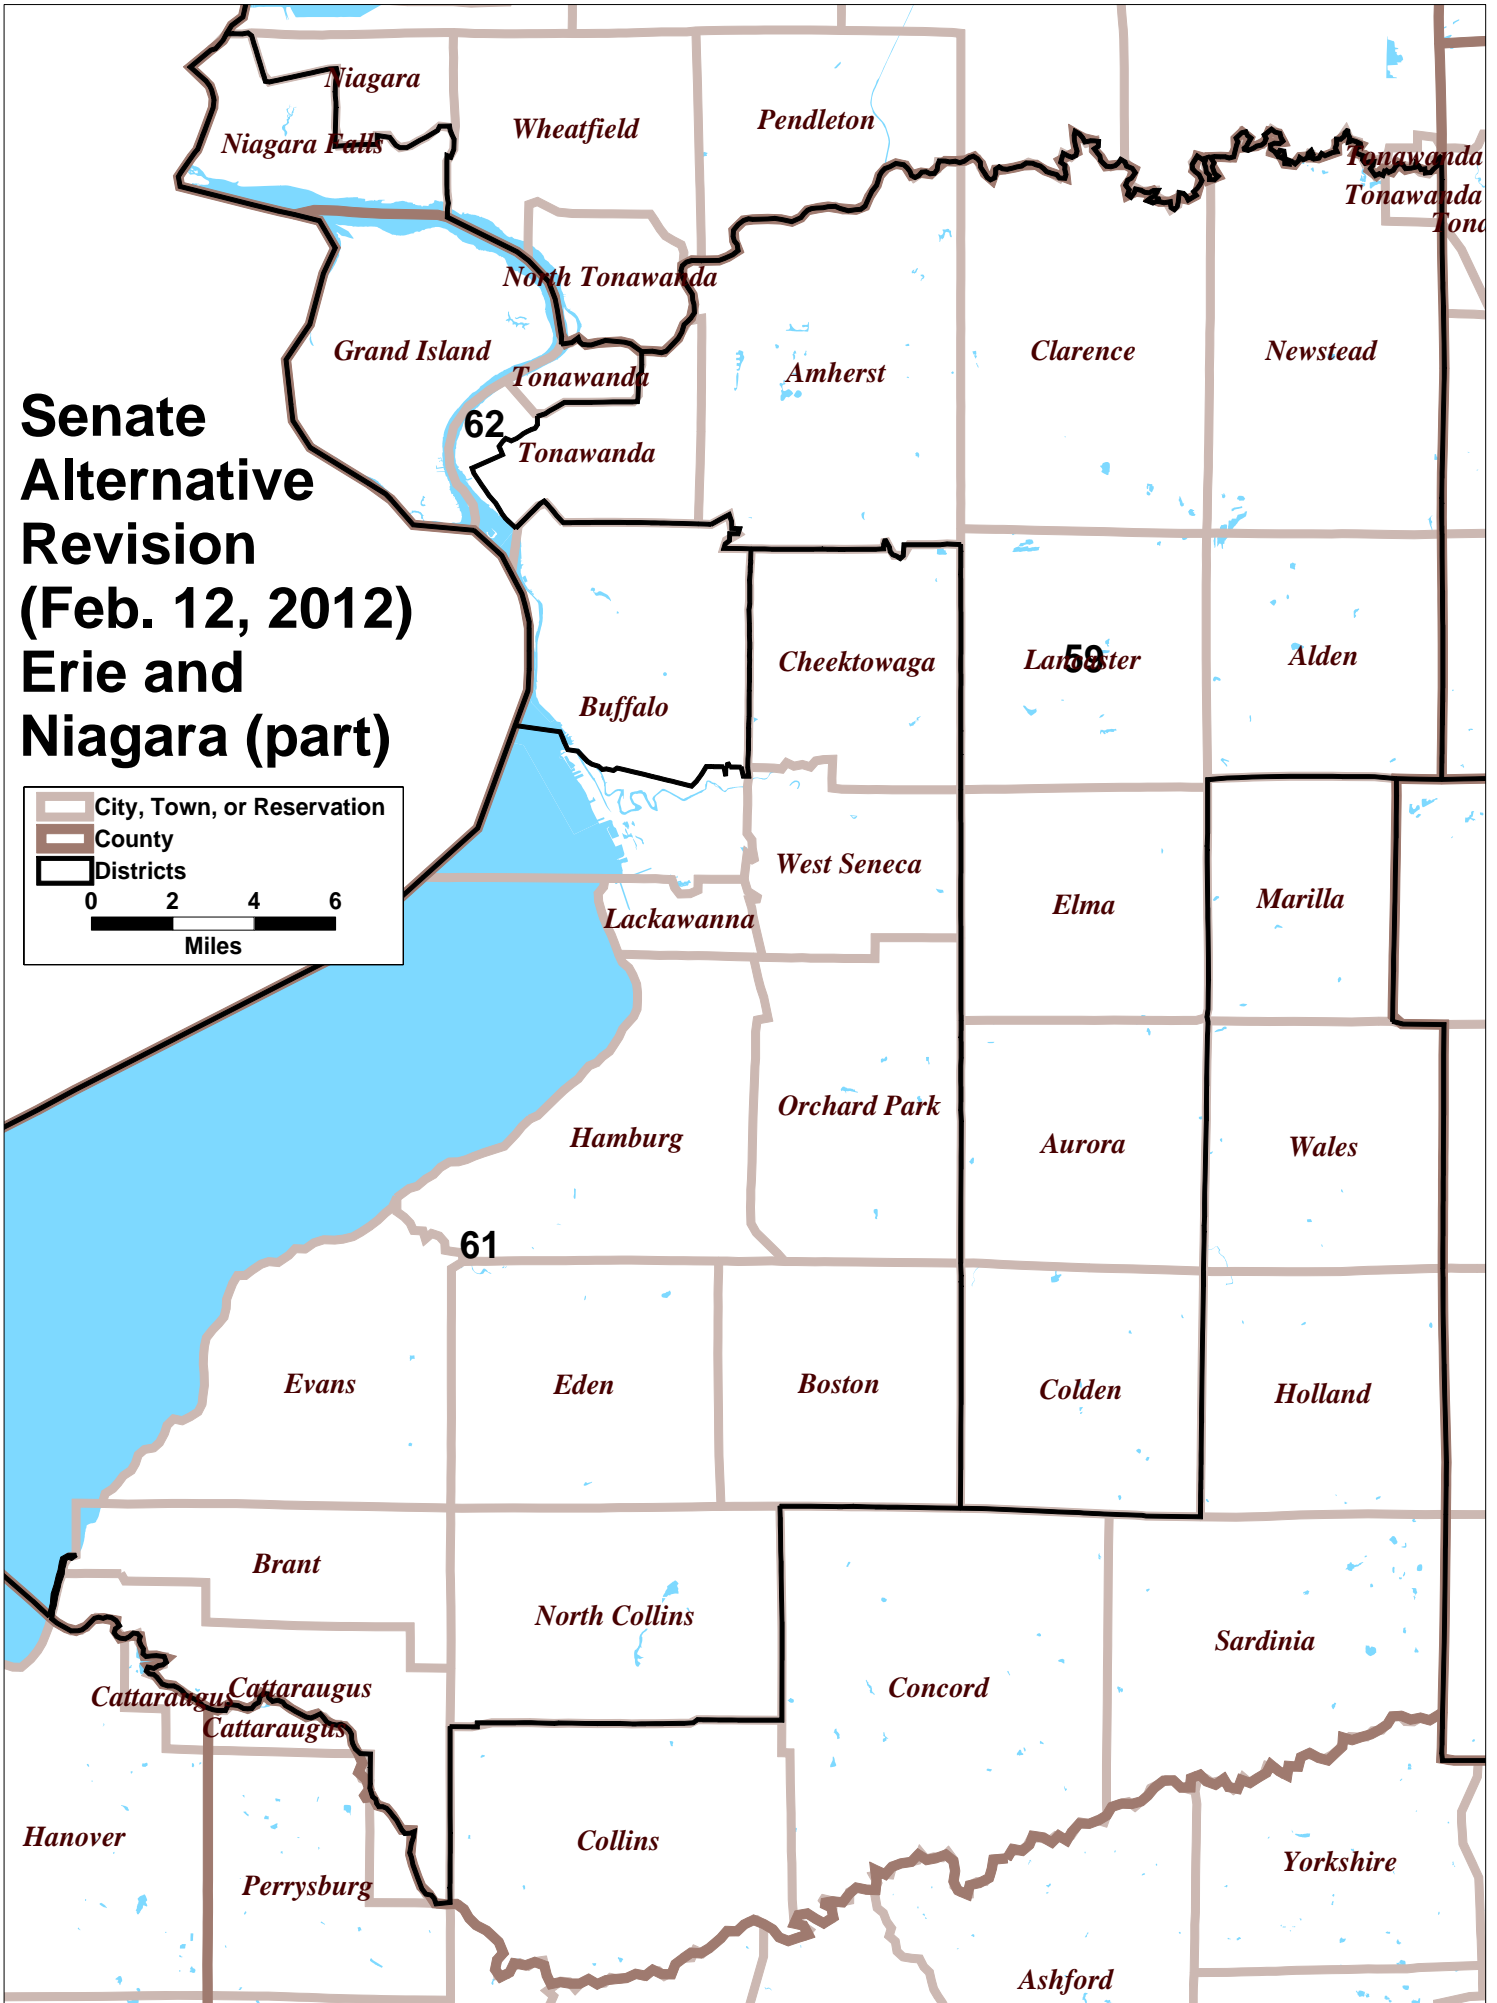 Niagara
Niagara Falls
Wheatfield
Pendleton
Tonawanda
Tonawanda
North Tonawanda
Grand Island
Tonawanda
Amherst
Clarence
Newstead
62
Tonawanda
Senate
Alternative
Revision
(Feb. 12, 2012)
Erie and
Niagara (part)
Buffalo
Cheektowaga
Lancaster
59
Alden
City, Town, or Reservation
County
Districts
0 2 4 6
Miles
West Seneca
Lackawanna
Elma
Marilla
Hamburg
Orchard Park
Aurora
Wales
61
Evans
Eden
Boston
Colden
Holland
Brant
North Collins
Concord
Sardinia
Cattaraugus
Cattaraugus
Cattaraugus
Hanover
Perrysburg
Collins
Yorkshire
Ashford